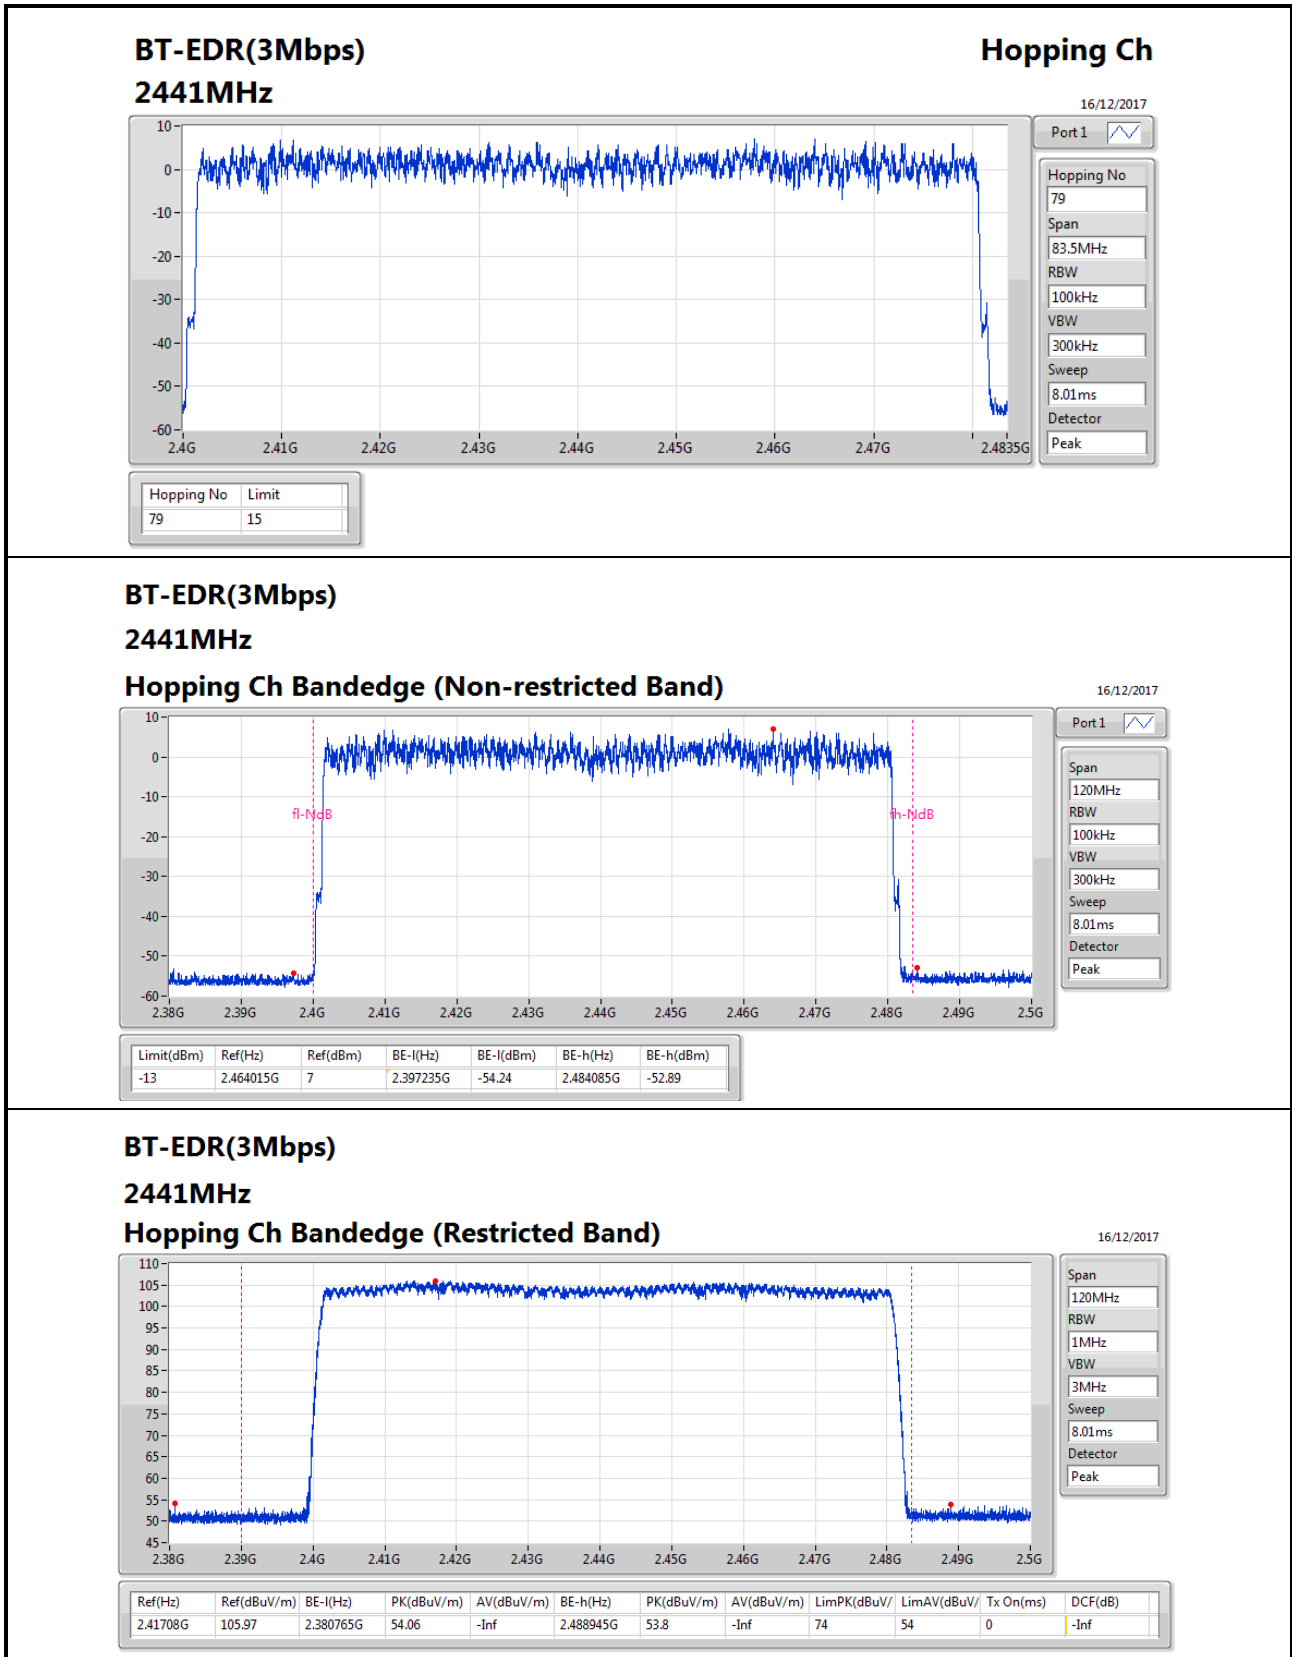 BT-EDR(3Mbps) Hopping Ch
2441MHz
16/12/2017
10
0
-10
-20
-30
-40
-50
-60
2.4G 2.41G 2.42G 2.43G 2.44G 2.45G 2.46G 2.47G 2.4835G
Port 1
Hopping No
79
Span
83.5MHz
RBW
100kHz
VBW
300kHz
Sweep
8.01ms
Detector
Peak
Hopping No Limit
79 15
BT-EDR(3Mbps)
2441MHz
Hopping Ch Bandedge (Non-restricted Band)
16/12/2017
10
0
-10
fl-NdB fh-NdB
-20
-30
-40
-50
-60
2.38G 2.39G 2.4G 2.41G 2.42G 2.43G 2.44G 2.45G 2.46G 2.47G 2.48G 2.49G 2.5G
Port 1
Span
120MHz
RBW
100kHz
VBW
300kHz
Sweep
8.01ms
Detector
Peak
Limit(dBm) Ref(Hz) Ref(dBm) BE-l(Hz) BE-l(dBm) BE-h(Hz) BE-h(dBm)
-13 2.464015G 7 2.397235G -54.24 2.484085G -52.89
BT-EDR(3Mbps)
2441MHz
Hopping Ch Bandedge (Restricted Band)
16/12/2017
110
105
100
95
90
85
80
75
70
65
60
55
50
45
2.38G 2.39G 2.4G 2.41G 2.42G 2.43G 2.44G 2.45G 2.46G 2.47G 2.48G 2.49G 2.5G
Span
120MHz
RBW
1MHz
VBW
3MHz
Sweep
8.01ms
Detector
Peak
Ref(Hz) Ref(dBuV/m) BE-l(Hz) PK(dBuV/m) AV(dBuV/m) BE-h(Hz) PK(dBuV/m) AV(dBuV/m) LimPK(dBuV/ LimAV(dBuV/ Tx On(ms) DCF(dB)
2.41708G 105.97 2.380765G 54.06 -Inf 2.488945G 53.8 -Inf 74 54 0 -Inf